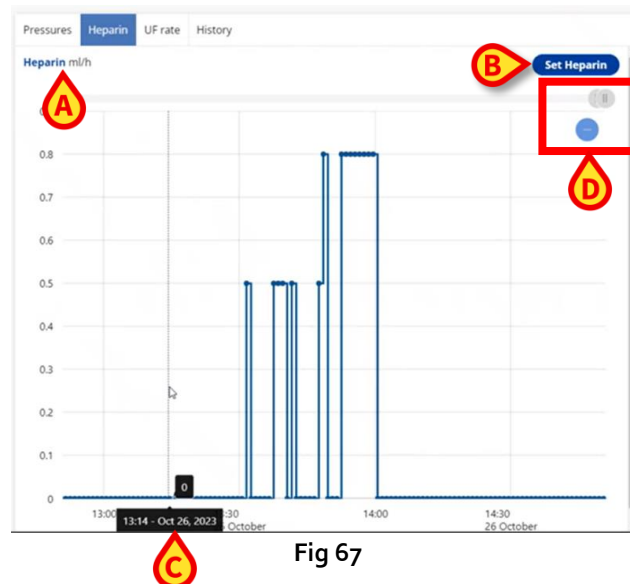 Pressures Heparin UF rate History
Heparin ml/h
B
Set Heparin
A
0.8
D
0.7
0.6
0.5
0.4
0.3
0.2
0.1
0
0
13:00
14:00
14:30
13:14 - Oct 26, 2023
October
26 October
C
Fig 67